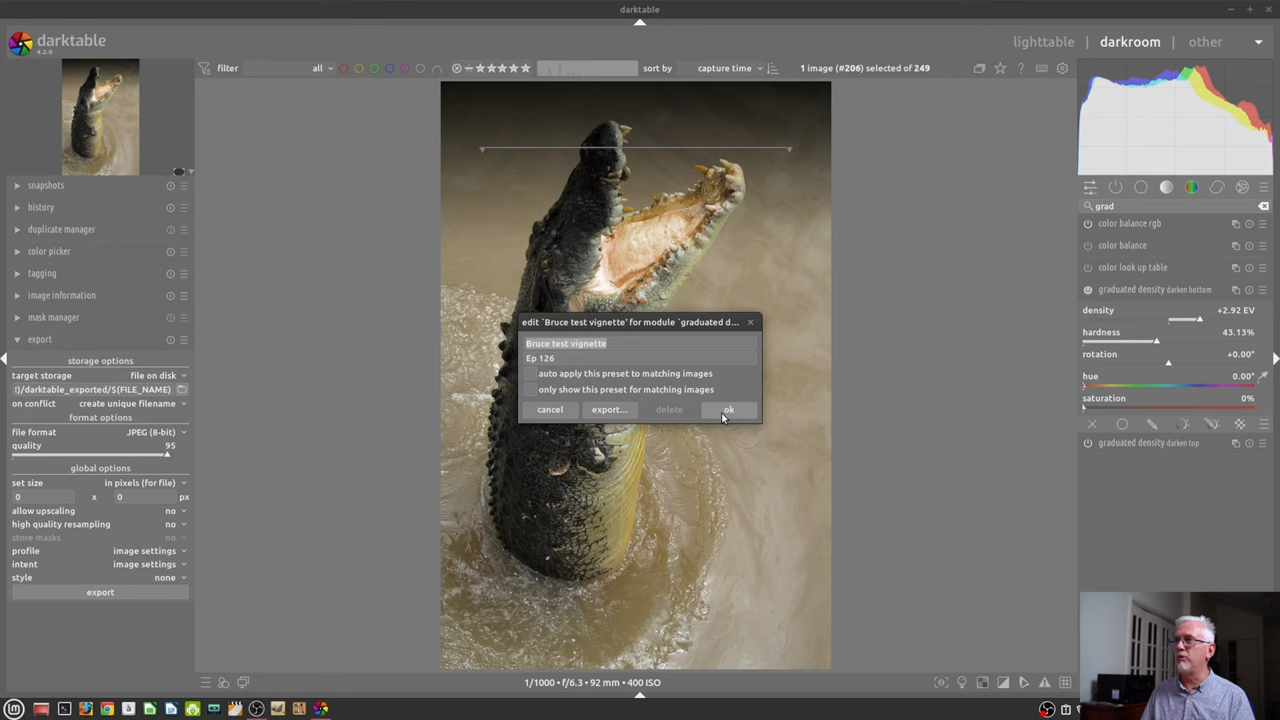 darktable
darktable
4.2.0
lighttable | darkroom | other
filter all sort by capture time 1 image (#206) selected of 249
snapshots
history
duplicate manager
color picker
tagging
image information
mask manager
export
storage options
target storage file on disk
!)/darktable_exported/$(FILE_NAME)
on conflict create unique filename
format options
file format JPEG (8-bit)
quality 95
global options
set size in pixels (for file)
0 x 0 px
allow upscaling no
high quality resampling no
store masks no
profile image settings
intent image settings
style none
export
edit `Bruce test vignette' for module `graduated d...
Bruce test vignette
Ep 126
auto apply this preset to matching images
only show this preset for matching images
cancel export... delete ok
1/1000 • f/6.3 • 92 mm • 400 ISO
grad
color balance rgb
color balance
color look up table
graduated density darken bottom
density +2.92 EV
hardness 43.13%
rotation +0.00°
hue 0.00°
saturation 0%
graduated density darken top